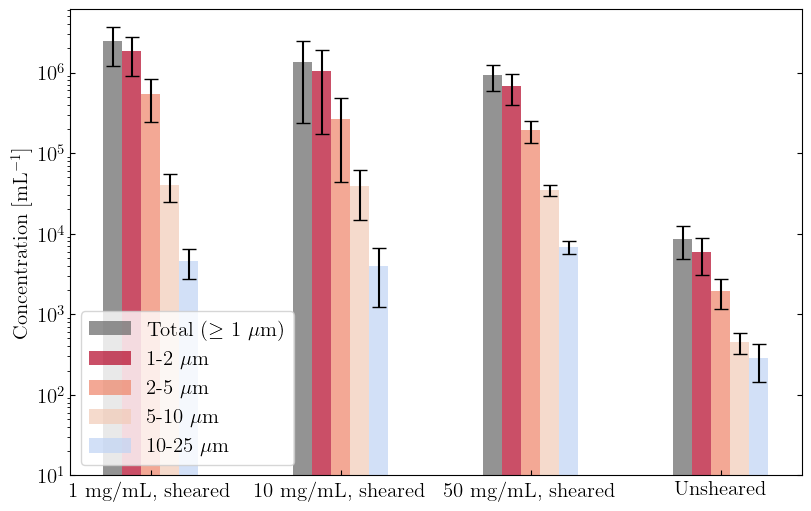 Concentration [mL⁻¹]
10⁶
10⁵
10⁴
10³
10²
10¹
Total (≥ 1 μm)
1-2 μm
2-5 μm
5-10 μm
10-25 μm
1 mg/mL, sheared
10 mg/mL, sheared
50 mg/mL, sheared
Unsheared